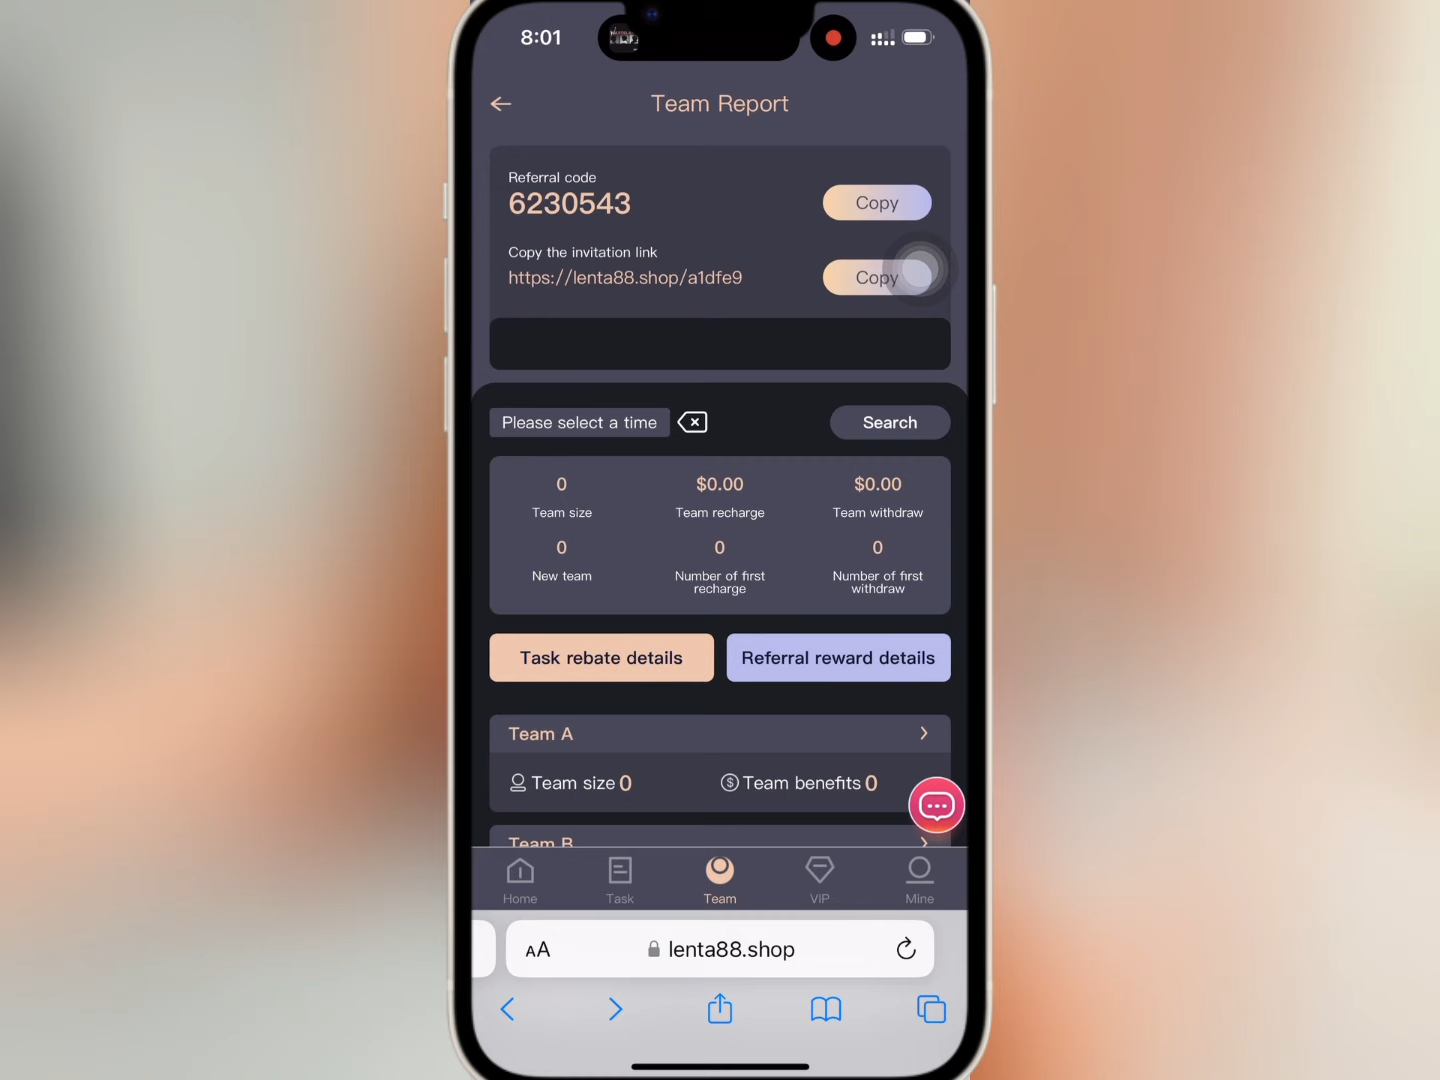 8:01
Team Report
Referral code
6230543
Copy
Copy the invitation link
https://lenta88.shop/a1dfe9
Copy
Please select a time
Search
0
$0.00
$0.00
Team size
Team recharge
Team withdraw
0
0
0
New team
Number of first
recharge
Number of first
withdraw
Task rebate details
Referral reward details
Team A
Team size 0
Team benefits 0
Team B
Home
Task
Team
VIP
Mine
AA
lenta88.shop